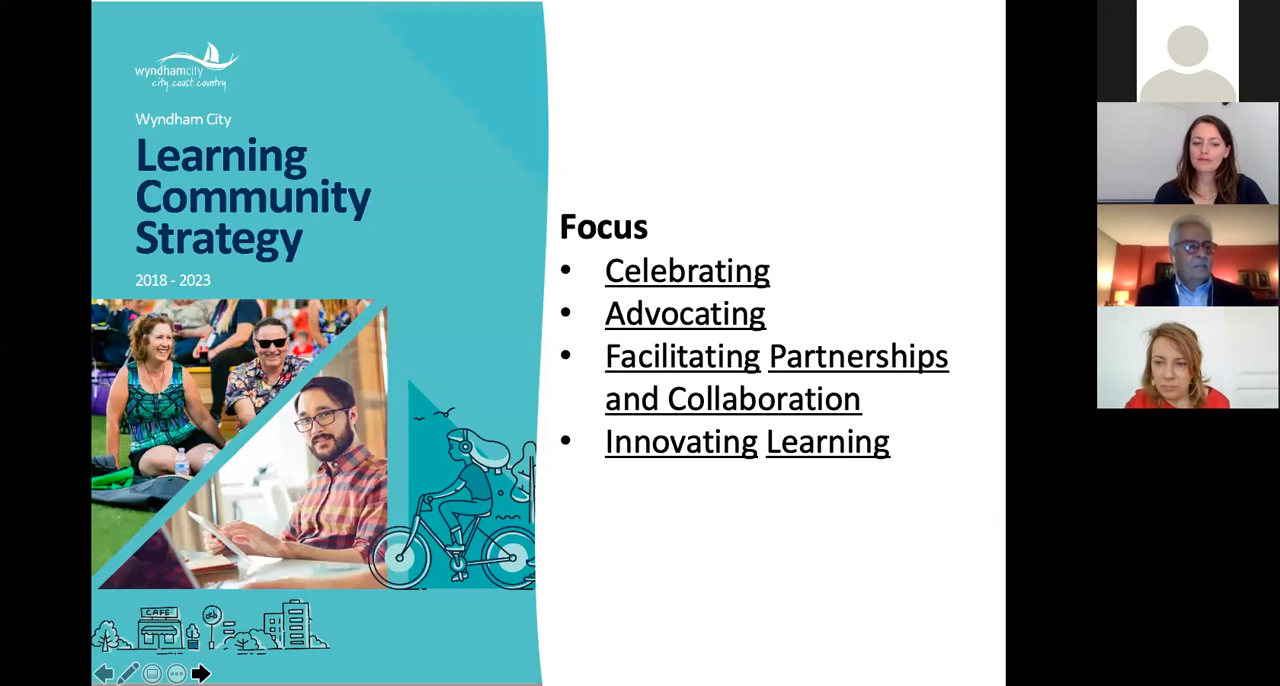 wyndhamcity
city. coast. country
Wyndham City
Learning
Community
Strategy
2018 - 2023
Focus
• Celebrating
• Advocating
• Facilitating Partnerships
and Collaboration
• Innovating Learning
CAFE